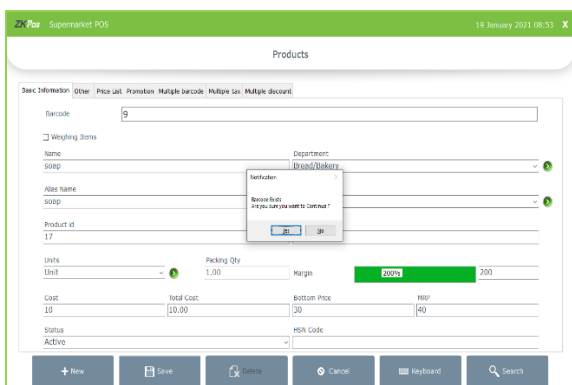 ZKPos Supermarket POS 19 January 2021 08:53 X
Products
Basic Information Other Price List Promotion Multiple barcode Multiple tax Multiple discount
Barcode 9
Weighing Items
Name Department
soap Bread/Bakery
Notification
Barcode Exists
Are you sure you want to Continue ?
Yes No
Alias Name
soap
Product id
17
Units Packing Qty
Unit 1.00 Margin 200% 200
Cost Total Cost Bottom Price MRP
10 10.00 30 40
Status HSN Code
Active
+ New Save Delete Cancel Keyboard Search